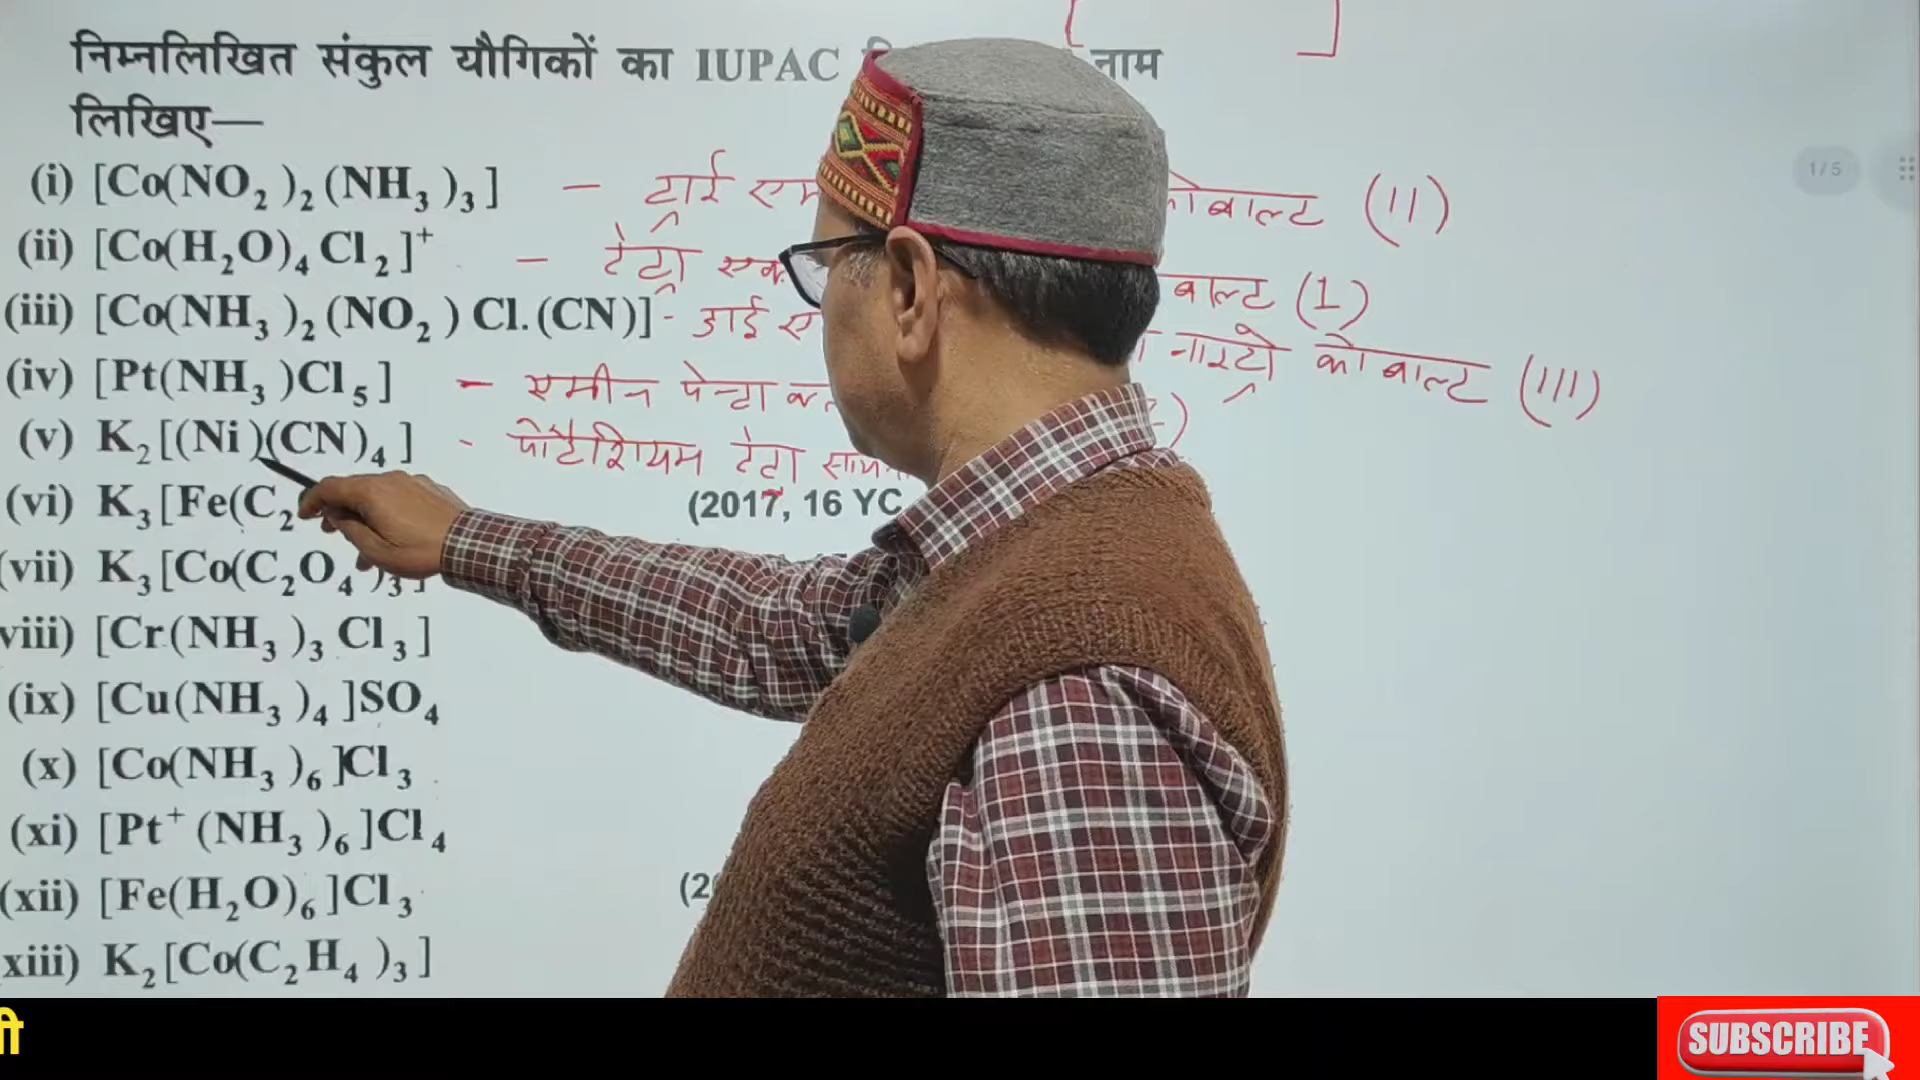 निम्नलिखित संकुल यौगिकों का IUPAC नाम
लिखिए—
(i) [Co(NO₂)₂(NH₃)₃] – ट्राई कोबाल्ट (II)
(ii) [Co(H₂O)₄Cl₂]⁺ – टेट्रा (I)
(iii) [Co(NH₃)₂(NO₂)Cl.(CN)] - डाई कोबाल्ट (III)
(iv) [Pt(NH₃)Cl₅] – एमीन पेन्टा
(v) K₂[(Ni)(CN)₄] - पोटैशियम टेट्रा
(2017, 16 YC
(vi) K₃[Fe(C₂
(vii) K₃[Co(C₂O₄)₃]
viii) [Cr(NH₃)₃Cl₃]
(ix) [Cu(NH₃)₄]SO₄
(x) [Co(NH₃)₆]Cl₃
(xi) [Pt⁺(NH₃)₆]Cl₄
(xii) [Fe(H₂O)₆]Cl₃
xiii) K₂[Co(C₂H₄)₃]
1/5
SUBSCRIBE